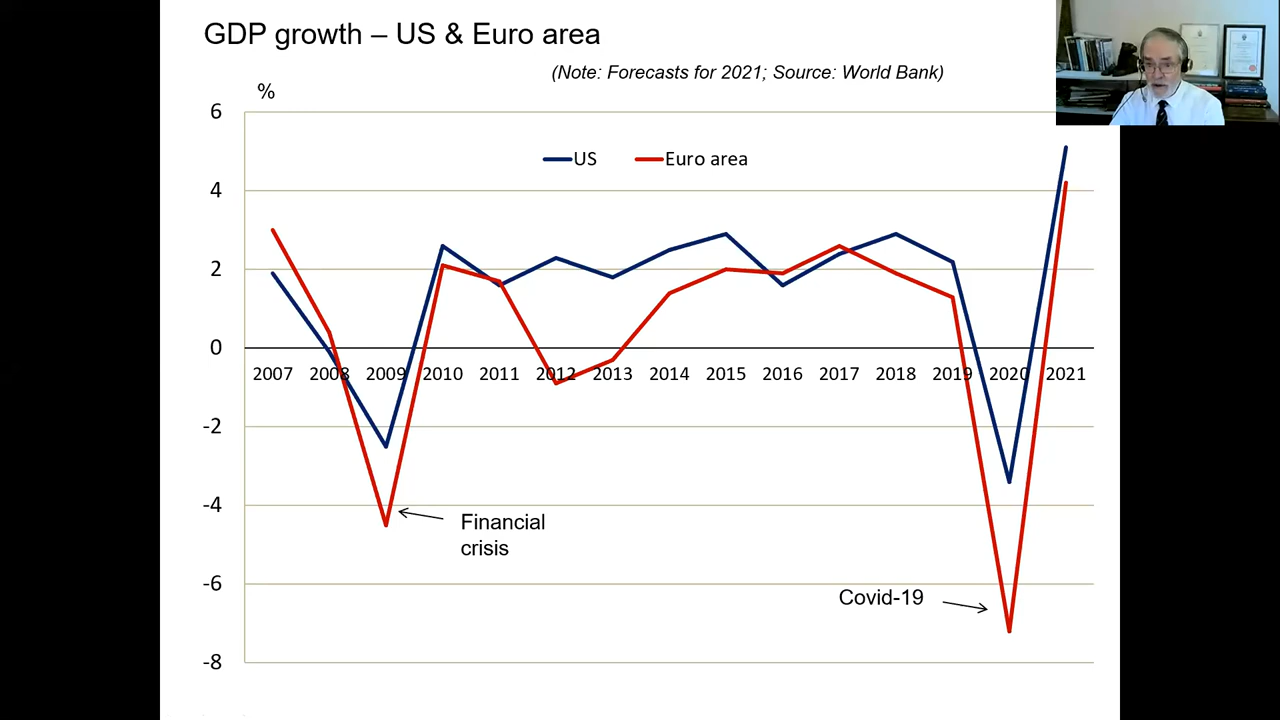 GDP growth – US & Euro area
(Note: Forecasts for 2021; Source: World Bank)
%
6
US Euro area
4
2
0
2007 2008 2009 2010 2011 2012 2013 2014 2015 2016 2017 2018 2019 2020 2021
-2
-4
Financial
crisis
-6
Covid-19
-8